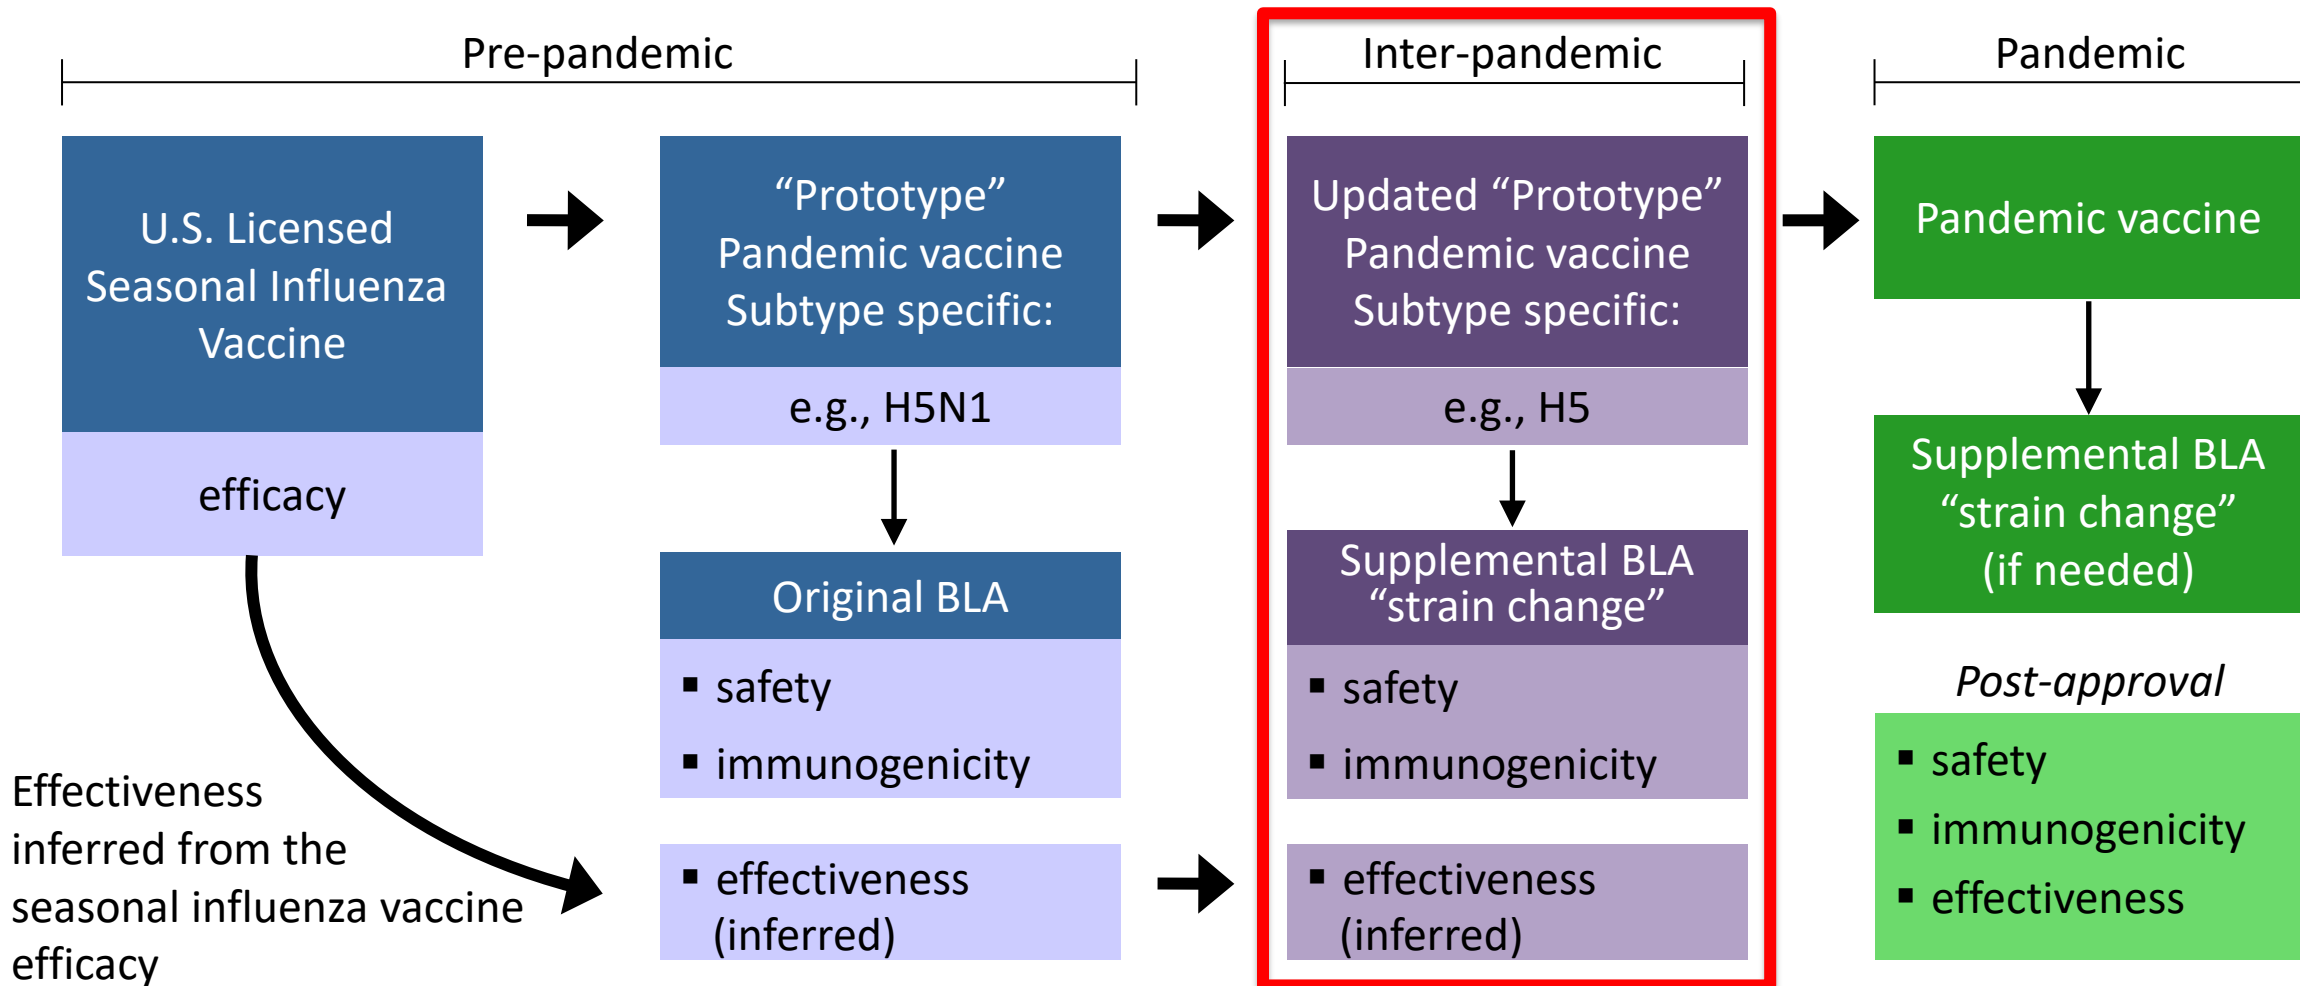 Pre-pandemic
U.S. Licensed
Seasonal Influenza
Vaccine
efficacy
Effectiveness
inferred from the
seasonal influenza vaccine
efficacy
“Prototype”
Pandemic vaccine
Subtype specific:
e.g., H5N1
Original BLA
▪ safety
▪ immunogenicity
▪ effectiveness
(inferred)
Inter-pandemic
Updated “Prototype”
Pandemic vaccine
Subtype specific:
e.g., H5
Supplemental BLA
“strain change”
▪ safety
▪ immunogenicity
▪ effectiveness
(inferred)
Pandemic
Pandemic vaccine
Supplemental BLA
“strain change”
(if needed)
Post-approval
▪ safety
▪ immunogenicity
▪ effectiveness